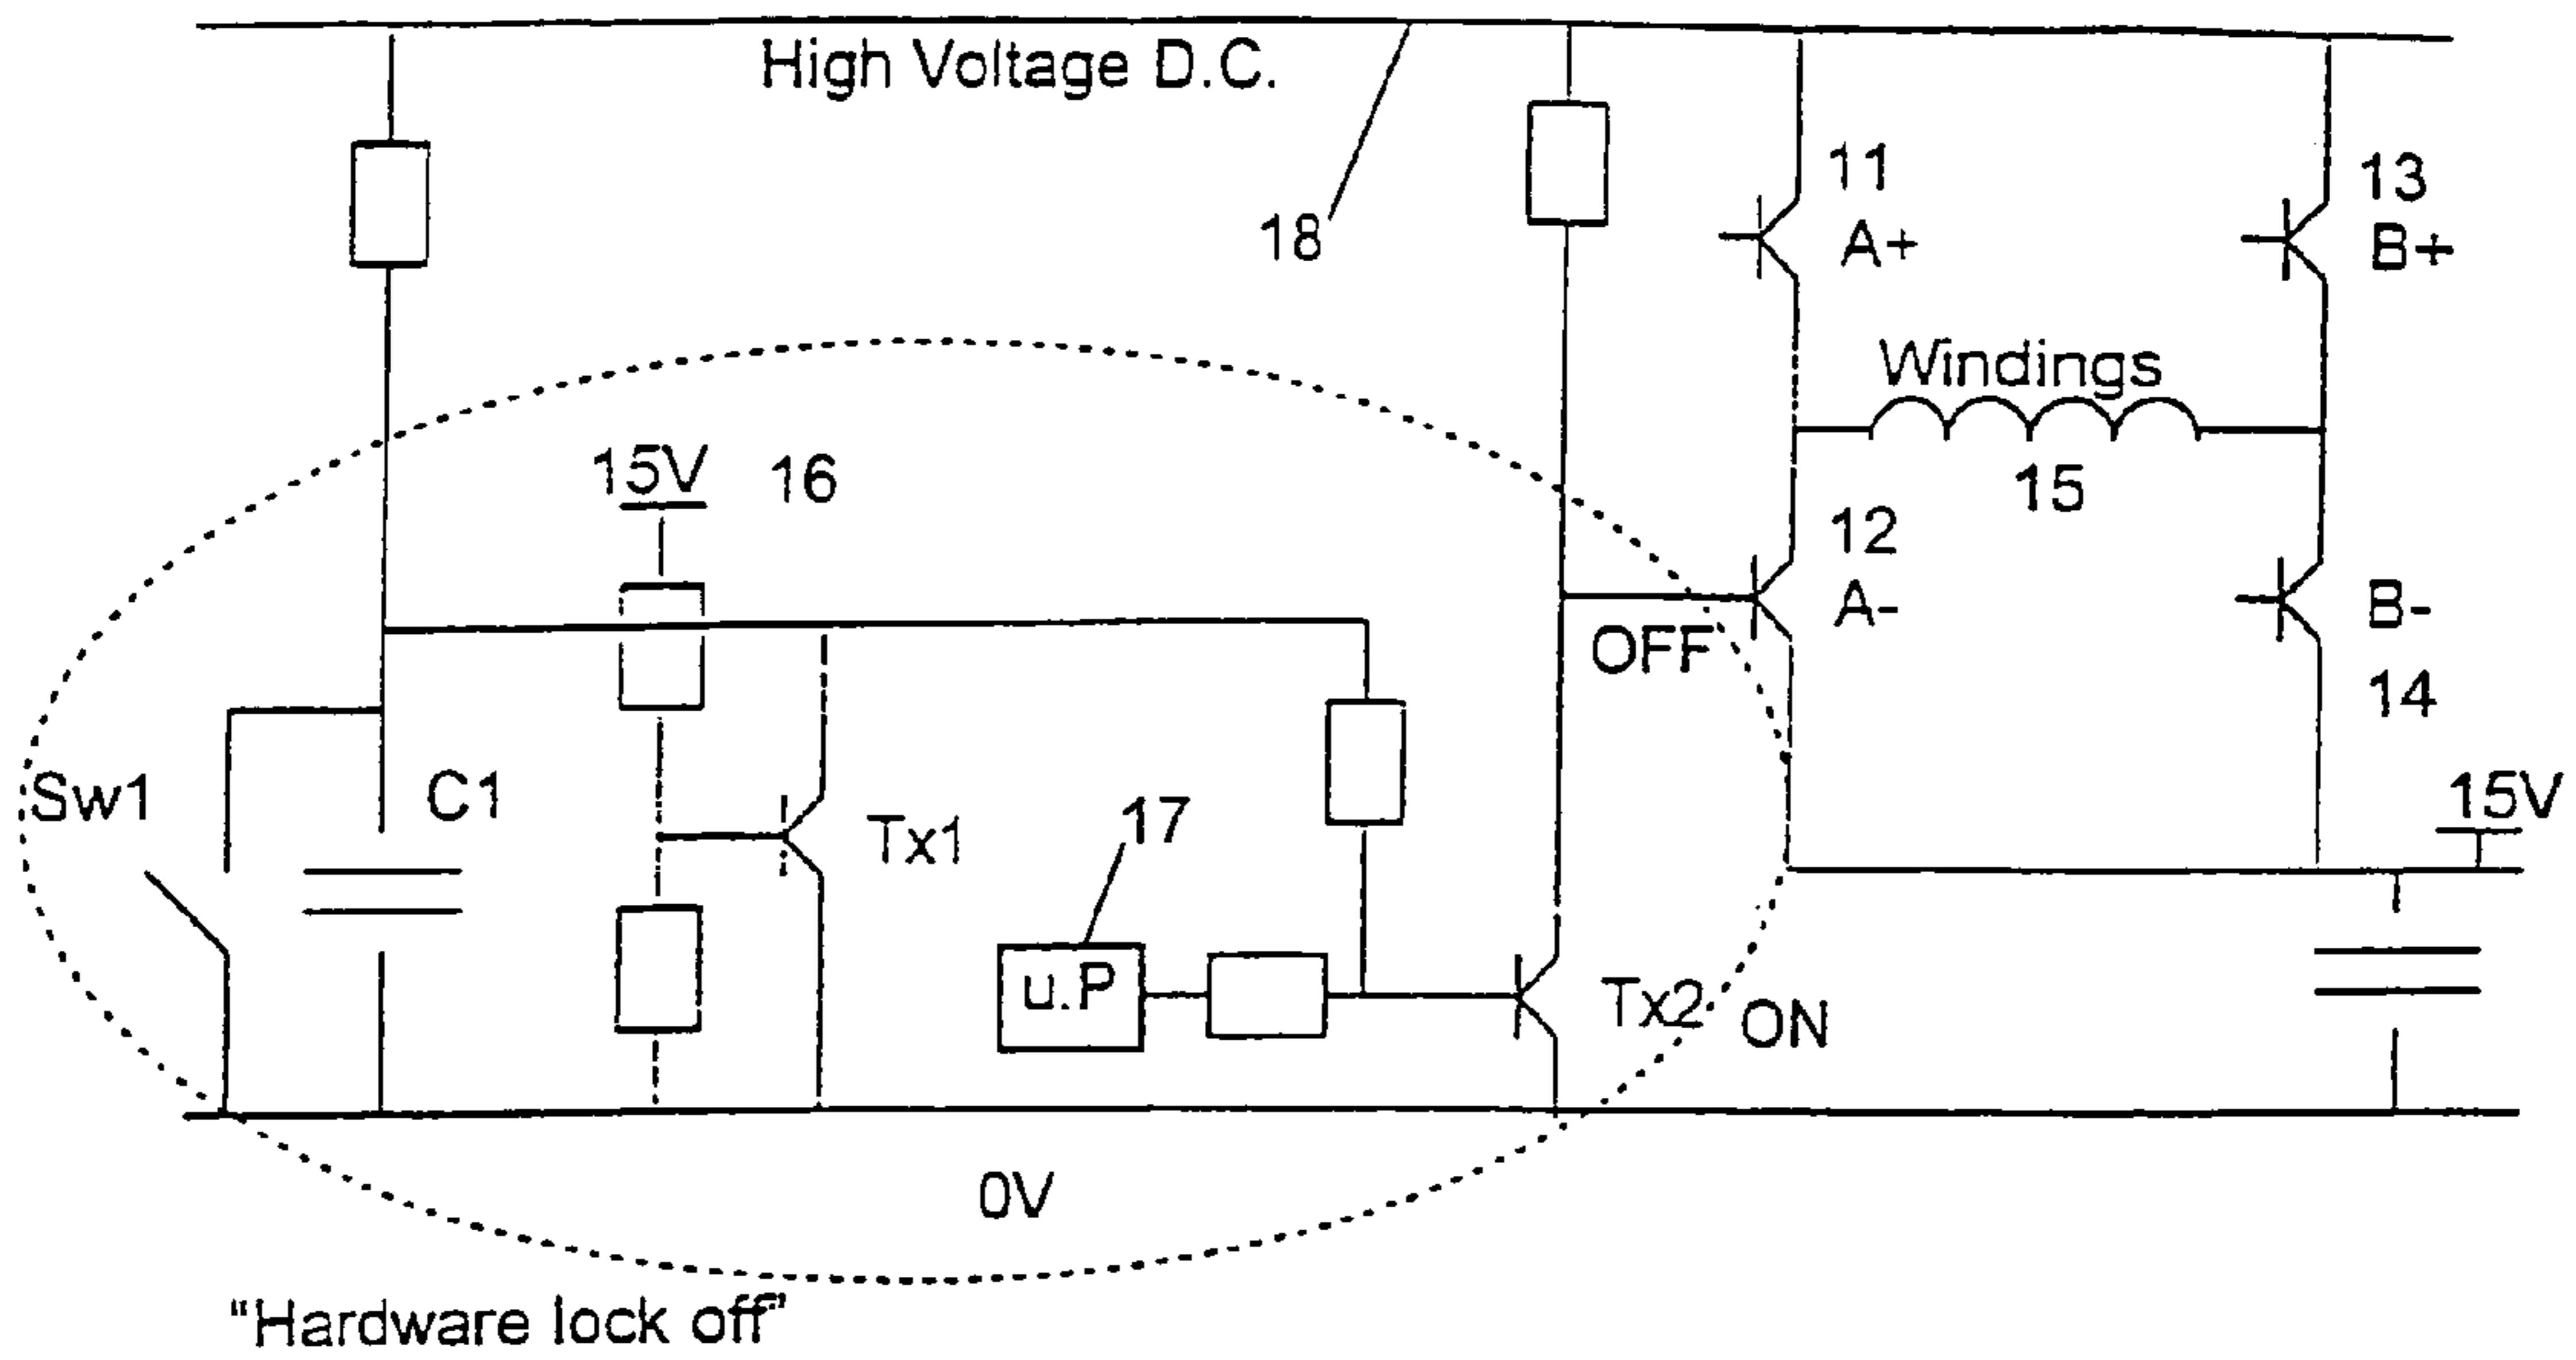 High Voltage D.C.
18
11
A+
13
B+
Windings
15
15V
16
12
A-
OFF
B-
14
Sw1
C1
Tx1
17
u.P
Tx2
ON
15V
0V
"Hardware lock off"